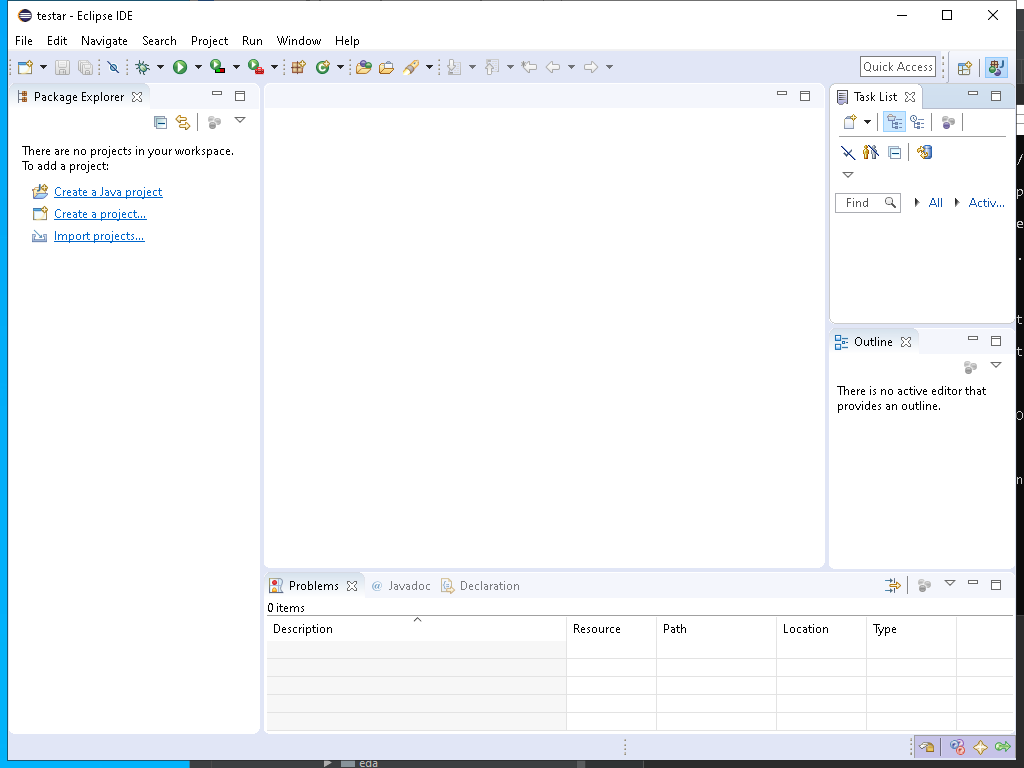 testar - Eclipse IDE
File Edit Navigate Search Project Run Window Help
Quick Access
Package Explorer
There are no projects in your workspace.
To add a project:
Create a Java project
Create a project...
Import projects...
Task List
Find All Activ...
Outline
There is no active editor that
provides an outline.
Problems @ Javadoc Declaration
0 items
Description Resource Path Location Type
eda